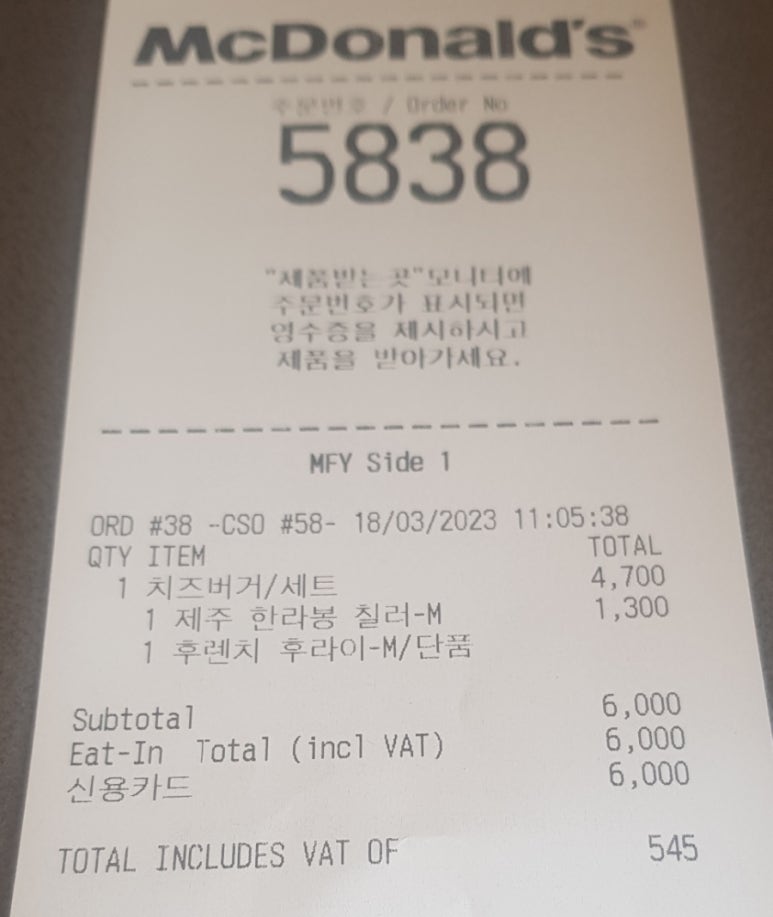 McDonald's
주문번호 / Order No
5838
"제품받는 곳"모니터에
주문번호가 표시되면
영수증을 제시하시고
제품을 받아가세요.
MFY Side 1
ORD #38 -CSO #58- 18/03/2023 11:05:38
QTY ITEM TOTAL
1 치즈버거/세트 4,700
1 제주 한라봉 칠러-M 1,300
1 후렌치 후라이-M/단품
Subtotal 6,000
Eat-In Total (incl VAT) 6,000
신용카드 6,000
TOTAL INCLUDES VAT OF 545